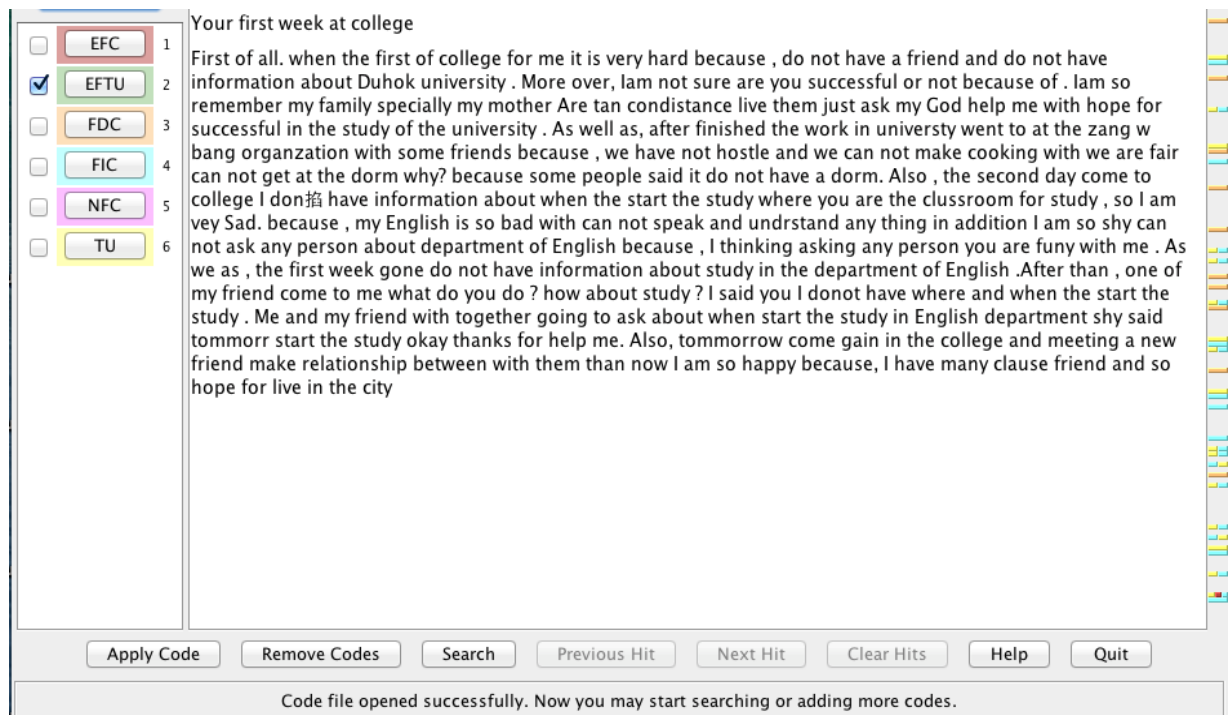 Your first week at college
EFC 1
EFTU 2
FDC 3
FIC 4
NFC 5
TU 6
First of all. when the first of college for me it is very hard because , do not have a friend and do not have
information about Duhok university . More over, Iam not sure are you successful or not because of . Iam so
remember my family specially my mother Are tan condistance live them just ask my God help me with hope for
successful in the study of the university . As well as, after finished the work in universty went to at the zang w
bang organzation with some friends because , we have not hostle and we can not make cooking with we are fair
can not get at the dorm why? because some people said it do not have a dorm. Also , the second day come to
college I don掐 have information about when the start the study where you are the clussroom for study , so I am
vey Sad. because , my English is so bad with can not speak and undrstand any thing in addition I am so shy can
not ask any person about department of English because , I thinking asking any person you are funy with me . As
we as , the first week gone do not have information about study in the department of English .After than , one of
my friend come to me what do you do ? how about study ? I said you I donot have where and when the start the
study . Me and my friend with together going to ask about when start the study in English department shy said
tommorr start the study okay thanks for help me. Also, tommorrow come gain in the college and meeting a new
friend make relationship between with them than now I am so happy because, I have many clause friend and so
hope for live in the city
Apply Code Remove Codes Search Previous Hit Next Hit Clear Hits Help Quit
Code file opened successfully. Now you may start searching or adding more codes.